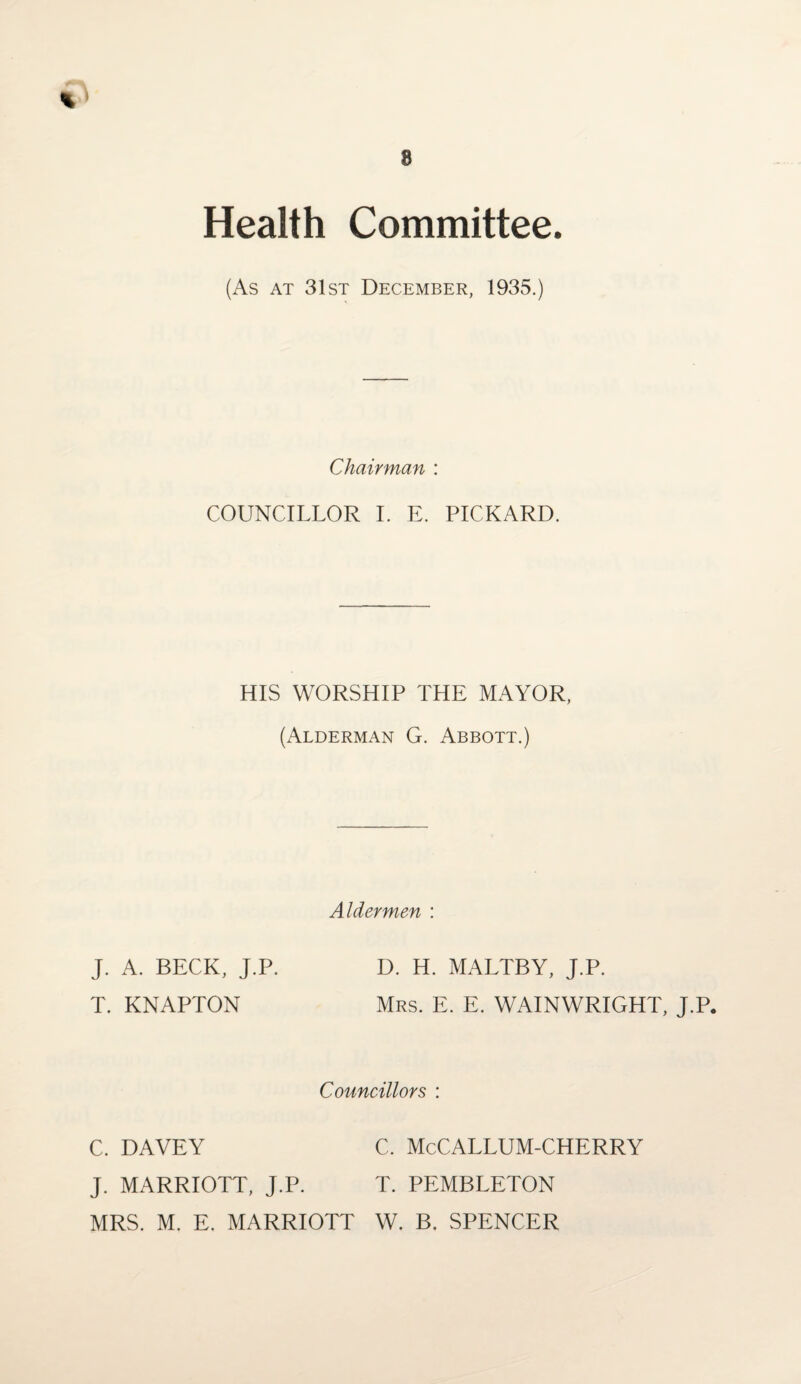 8
Health Committee.
(As at 31st December, 1935.)
Chairman :
COUNCILLOR I. E. PICKARD.
HIS WORSHIP THE MAYOR,
(Alderman G. Abbott.)
Aldermen :
J. A. BECK, J.P. D. H. MALTBY, J.P.
T. KNAPTON Mrs. E. E. WAINWRIGHT, J.P.
Councillors :
C. DAVEY C. McCALLUM-CHERRY
J. MARRIOTT, J.P. T. PEMBLETON
MRS. M. E. MARRIOTT W. B. SPENCER